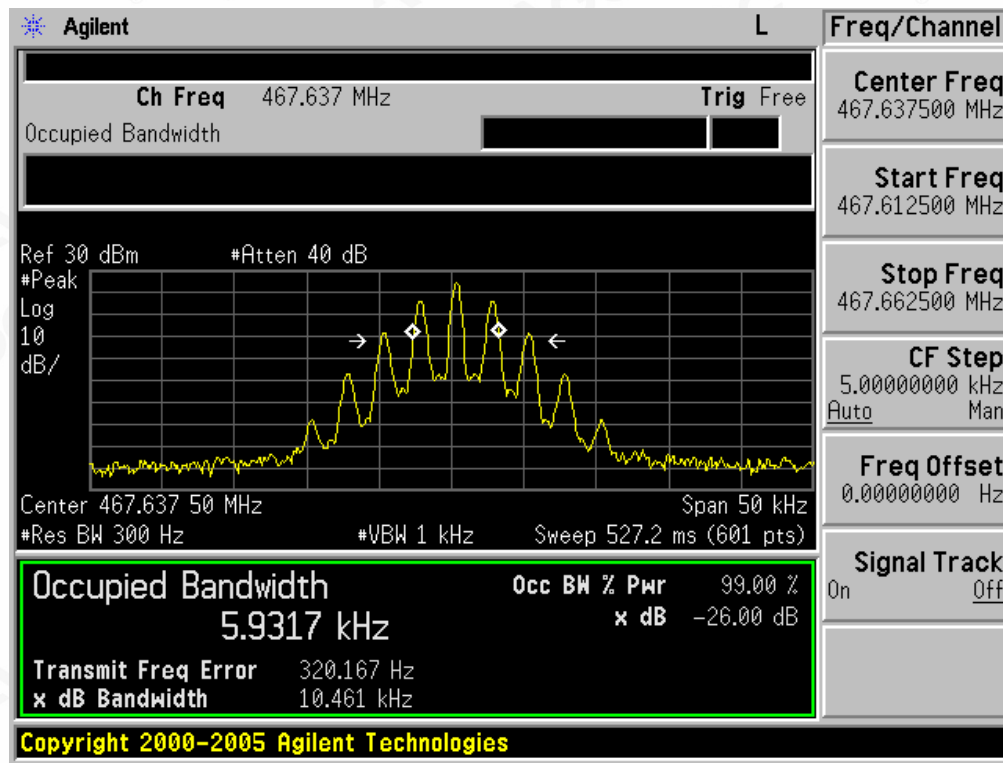 Agilent L
Freq/Channel
Ch Freq 467.637 MHz Trig Free
Occupied Bandwidth
Center Freq
467.637500 MHz
Start Freq
467.612500 MHz
Stop Freq
467.662500 MHz
CF Step
5.00000000 kHz
Auto Man
Freq Offset
0.00000000 Hz
Signal Track
On Off
Ref 30 dBm #Atten 40 dB
#Peak
Log
10
dB/
Center 467.637 50 MHz Span 50 kHz
#Res BW 300 Hz #VBW 1 kHz Sweep 527.2 ms (601 pts)
Occupied Bandwidth
5.9317 kHz
Occ BW % Pwr 99.00 %
x dB -26.00 dB
Transmit Freq Error 320.167 Hz
x dB Bandwidth 10.461 kHz
Copyright 2000-2005 Agilent Technologies